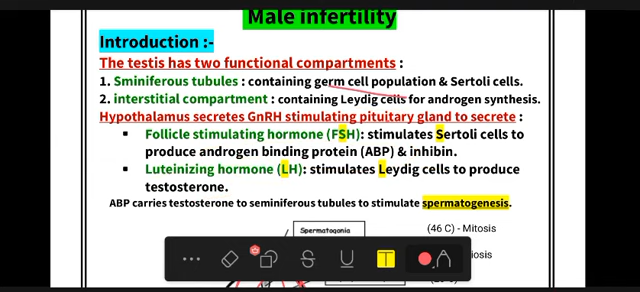 Male infertility
Introduction :-
The testis has two functional compartments :
1. Sminiferous tubules : containing germ cell population & Sertoli cells.
2. interstitial compartment : containing Leydig cells for androgen synthesis.
Hypothalamus secretes GnRH stimulating pituitary gland to secrete :
▪ Follicle stimulating hormone (FSH): stimulates Sertoli cells to
produce androgen binding protein (ABP) & inhibin.
▪ Luteinizing hormone (LH): stimulates Leydig cells to produce
testosterone.
ABP carries testosterone to seminiferous tubules to stimulate spermatogenesis.
Spermatogonia
(46 C) - Mitosis